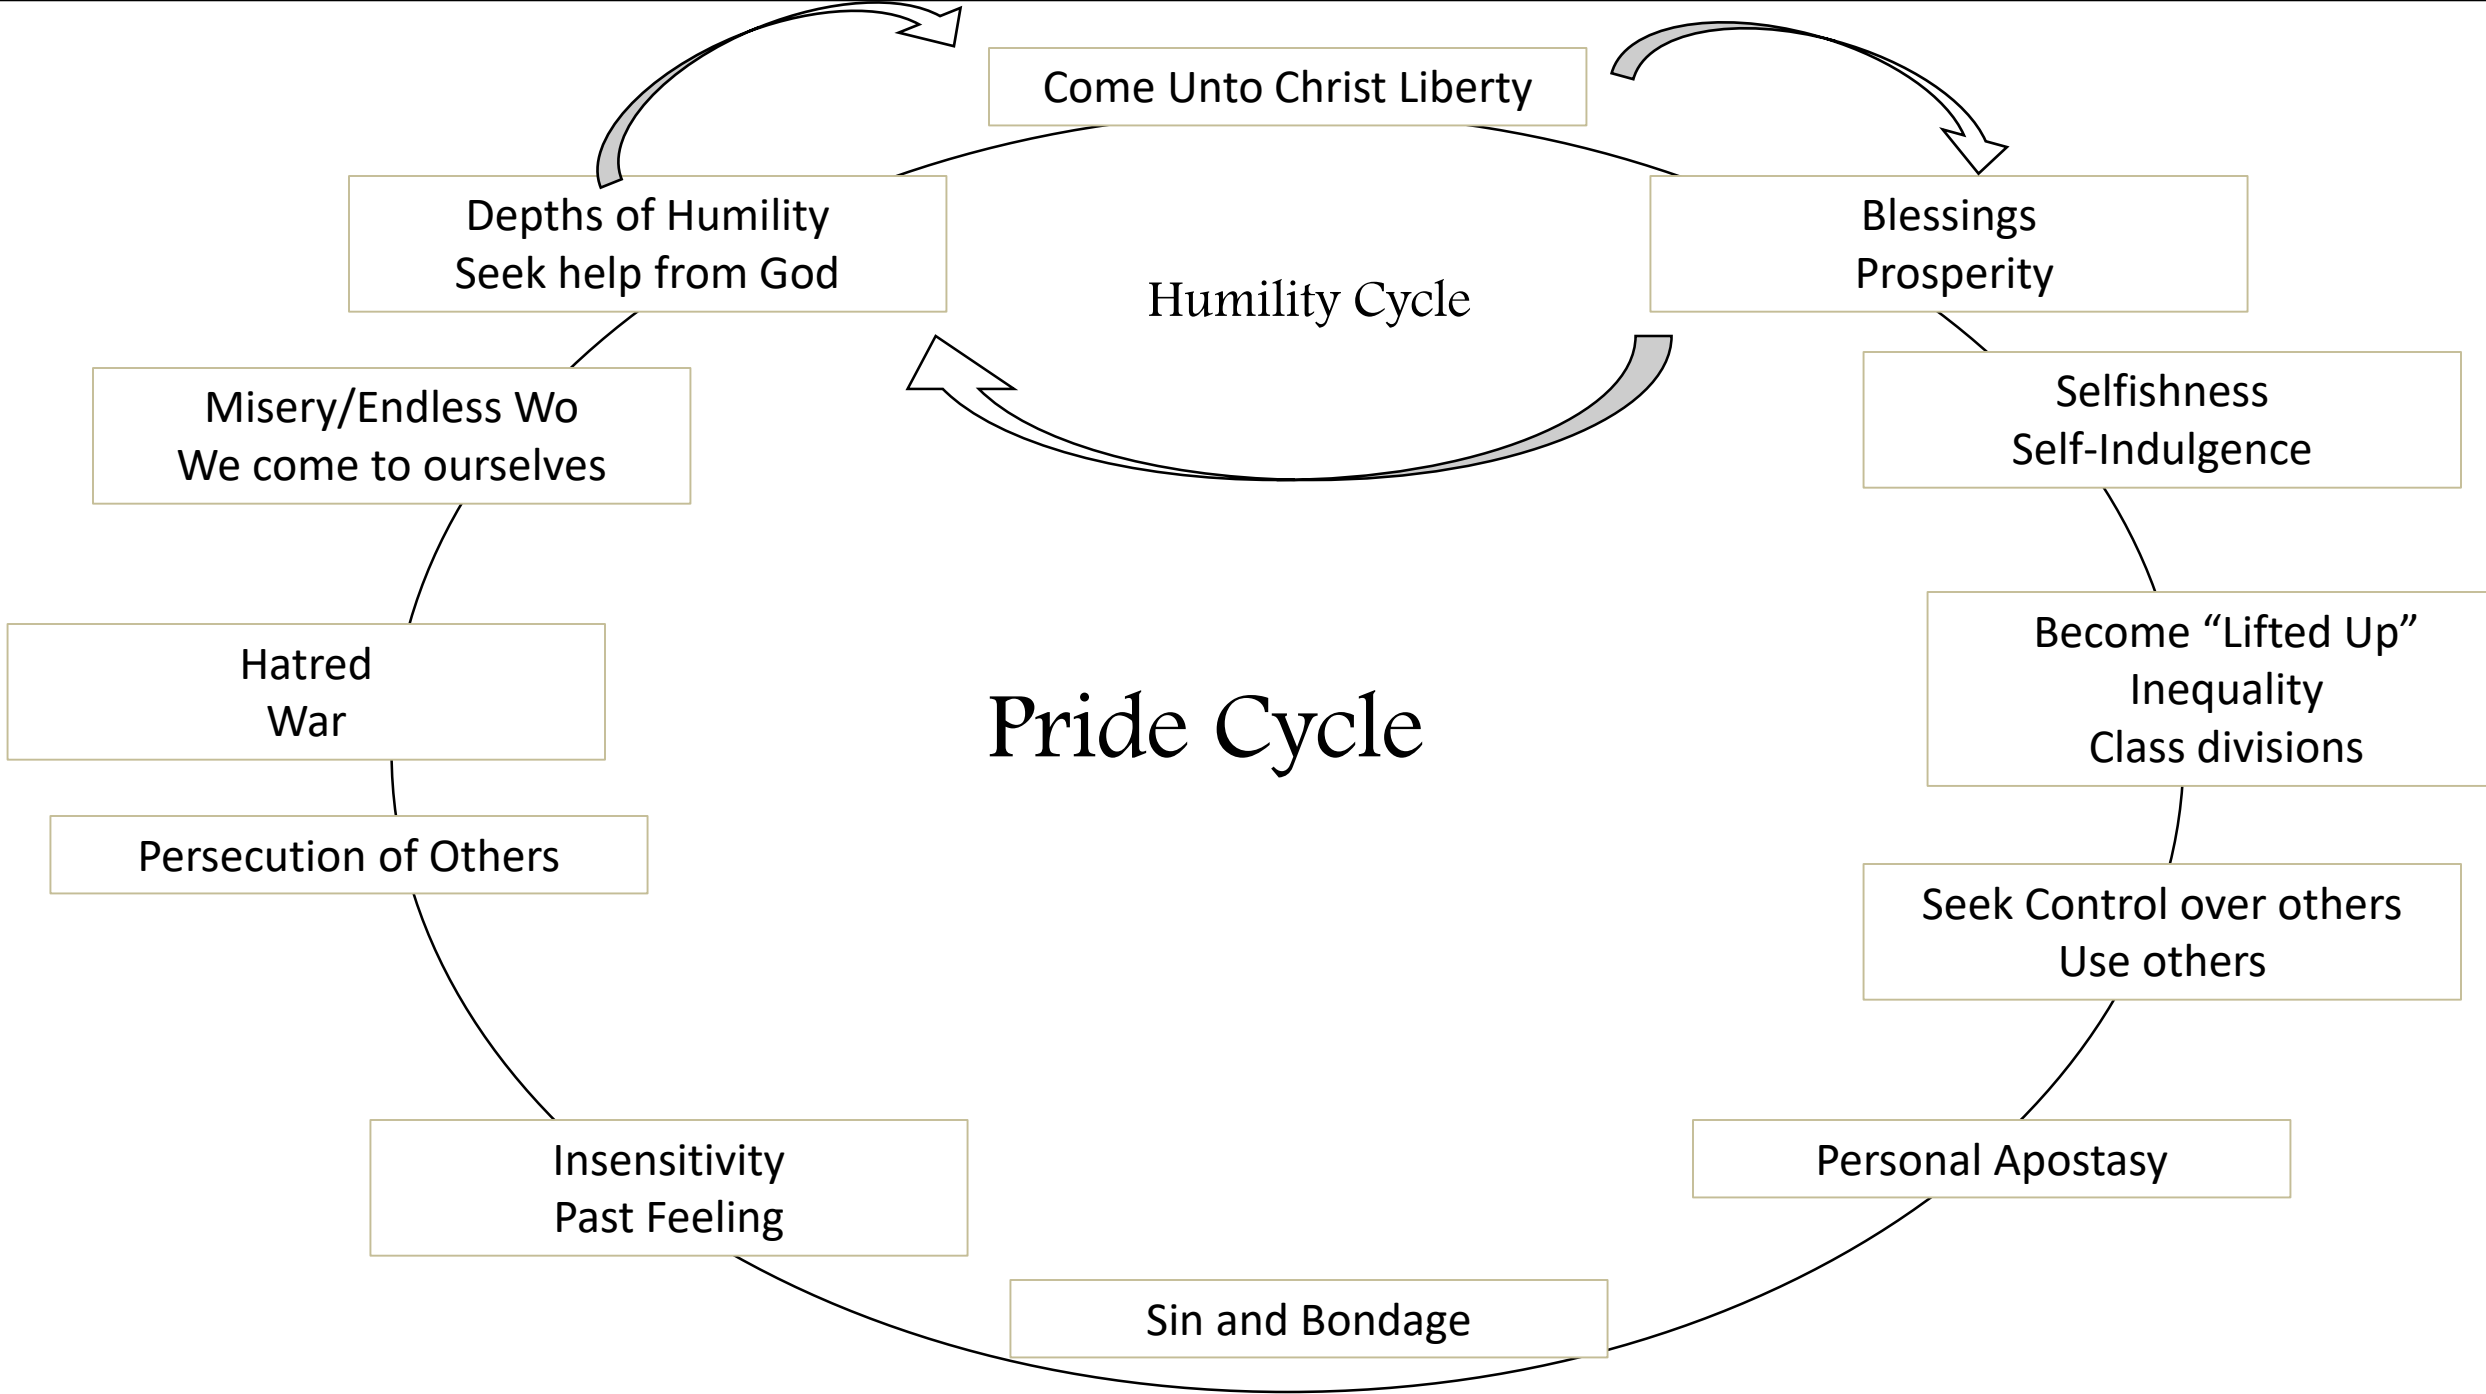 Come Unto Christ Liberty
Blessings
Prosperity
Selfishness
Self-Indulgence
Become “Lifted Up”
Inequality
Class divisions
Seek Control over others
Use others
Personal Apostasy
Sin and Bondage
Insensitivity
Past Feeling
Persecution of Others
Hatred
War
Misery/Endless Wo
We come to ourselves
Depths of Humility
Seek help from God
Humility Cycle
Pride Cycle